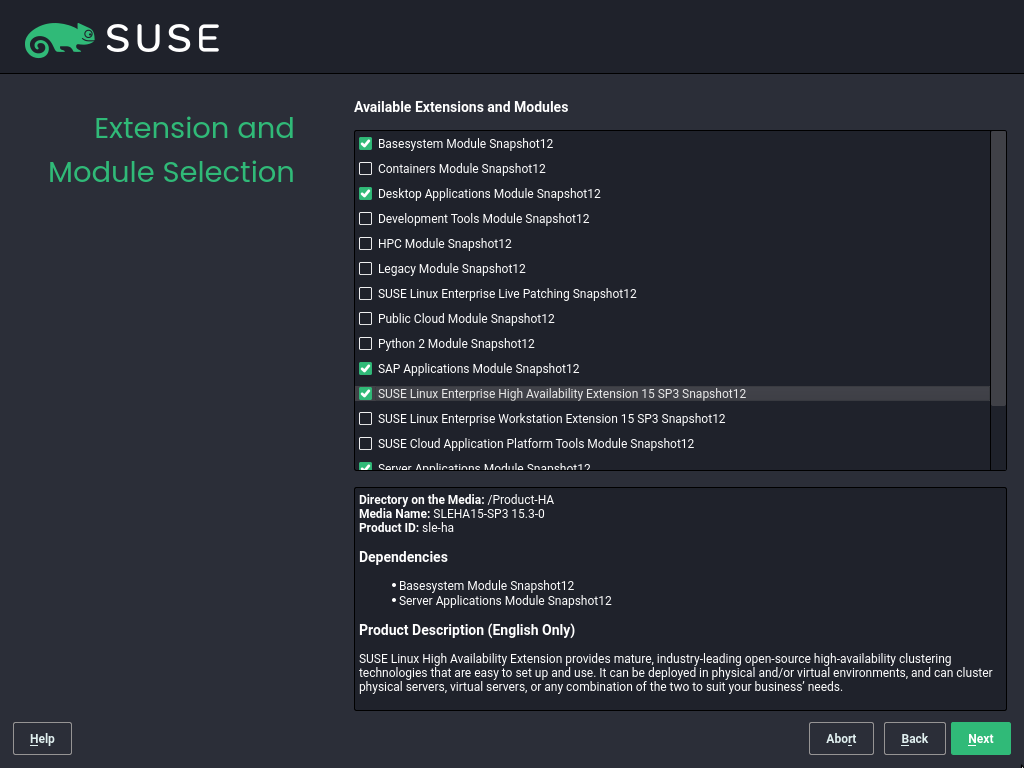 SUSE
Extension and
Module Selection
Available Extensions and Modules
Basesystem Module Snapshot12
Containers Module Snapshot12
Desktop Applications Module Snapshot12
Development Tools Module Snapshot12
HPC Module Snapshot12
Legacy Module Snapshot12
SUSE Linux Enterprise Live Patching Snapshot12
Public Cloud Module Snapshot12
Python 2 Module Snapshot12
SAP Applications Module Snapshot12
SUSE Linux Enterprise High Availability Extension 15 SP3 Snapshot12
SUSE Linux Enterprise Workstation Extension 15 SP3 Snapshot12
SUSE Cloud Application Platform Tools Module Snapshot12
Server Applications Module Snapshot12
Directory on the Media: /Product-HA
Media Name: SLEHA15-SP3 15.3-0
Product ID: sle-ha
Dependencies
• Basesystem Module Snapshot12
• Server Applications Module Snapshot12
Product Description (English Only)
SUSE Linux High Availability Extension provides mature, industry-leading open-source high-availability clustering
technologies that are easy to set up and use. It can be deployed in physical and/or virtual environments, and can cluster
physical servers, virtual servers, or any combination of the two to suit your business’ needs.
Help
Abort
Back
Next